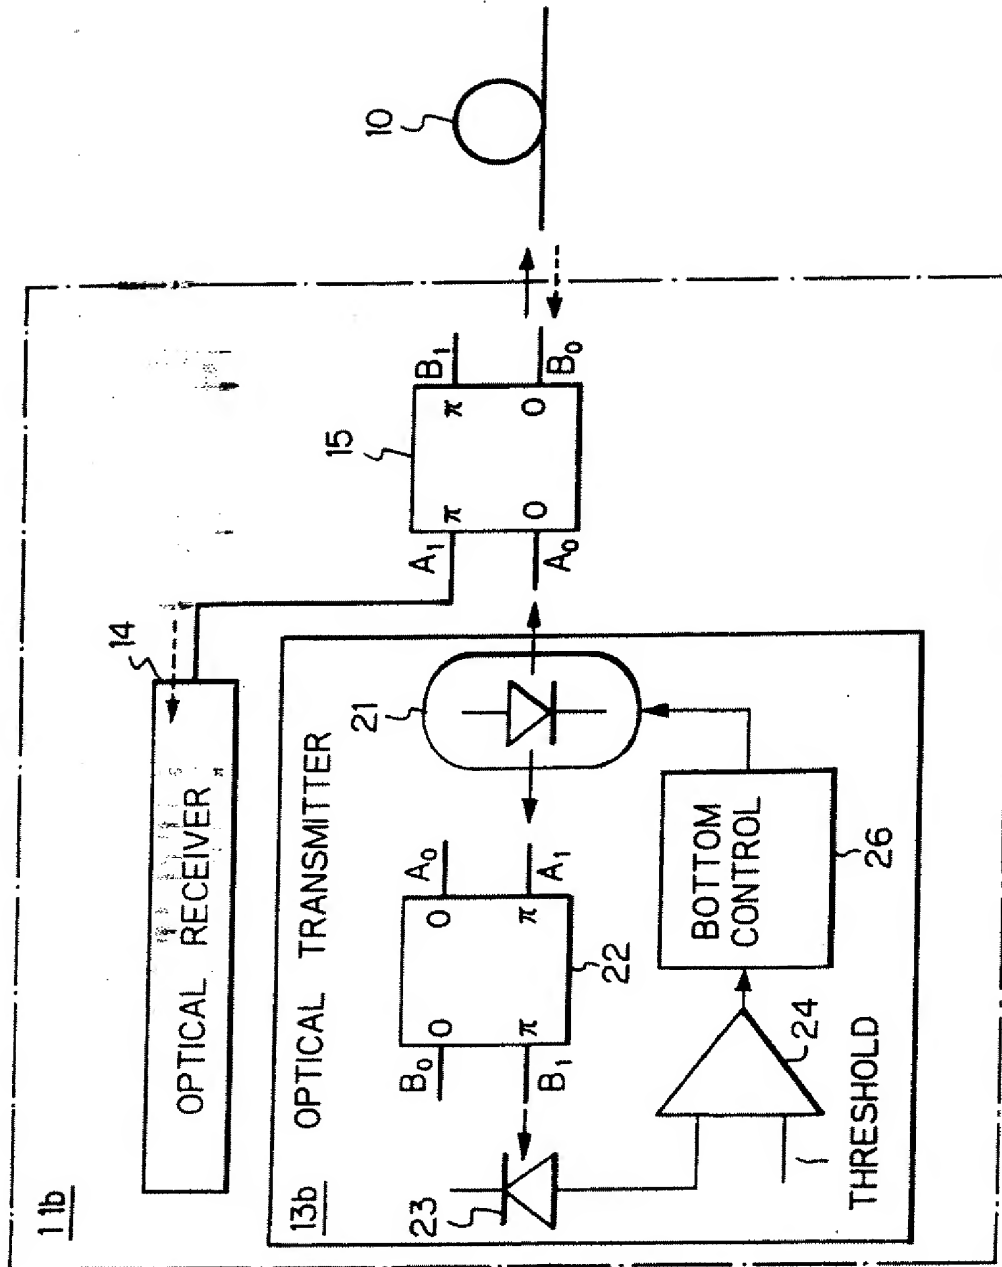 11b
OPTICAL RECEIVER
14
13b
OPTICAL TRANSMITTER
23
B₀
B₁
0
π
0
π
22
A₀
A₁
21
THRESHOLD
24
BOTTOM
CONTROL
26
15
A₁
A₀
π
0
π
0
B₁
B₀
10